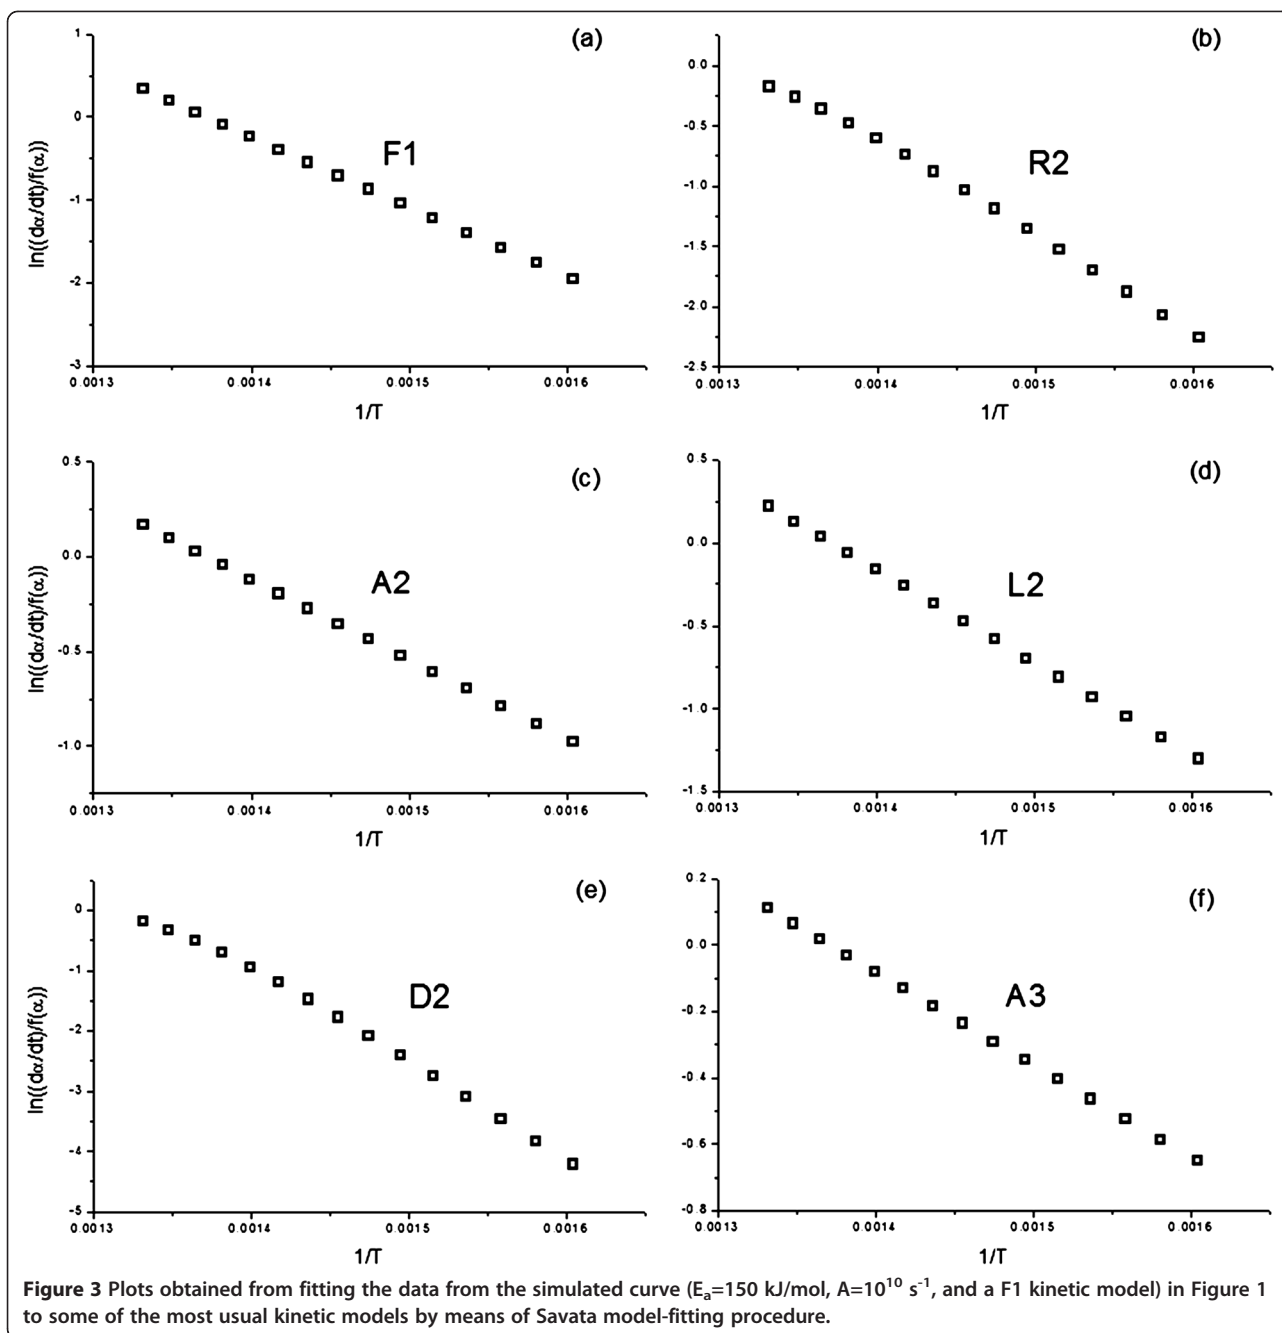 (a)
1
0
-1
-2
-3
ln((dα/dt)/f(α))
F1
0.0013 0.0014 0.0015 0.0016
1/T
(b)
0.0
-0.5
-1.0
-1.5
-2.0
-2.5
R2
0.0013 0.0014 0.0015 0.0016
1/T
(c)
0.5
0.0
-0.5
-1.0
ln((dα/dt)/f(α))
A2
0.0013 0.0014 0.0015 0.0016
1/T
(d)
0.5
0.0
-0.5
-1.0
-1.5
L2
0.0013 0.0014 0.0015 0.0016
1/T
(e)
0
-1
-2
-3
-4
-5
ln((dα/dt)/f(α))
D2
0.0013 0.0014 0.0015 0.0016
1/T
(f)
0.2
0.0
-0.2
-0.4
-0.6
-0.8
A3
0.0013 0.0014 0.0015 0.0016
1/T
Figure 3 Plots obtained from fitting the data from the simulated curve (Eₐ=150 kJ/mol, A=10¹⁰ s⁻¹, and a F1 kinetic model) in Figure 1
to some of the most usual kinetic models by means of Savata model-fitting procedure.